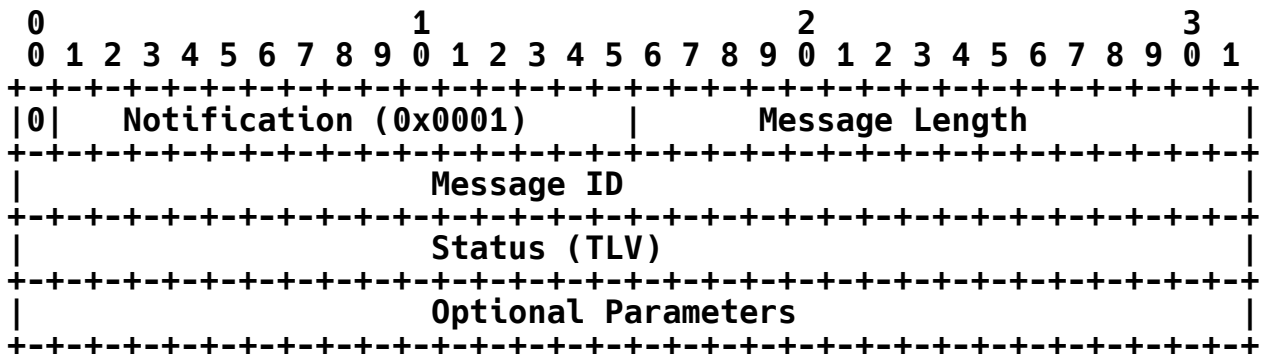 0                   1                   2                   3
 0 1 2 3 4 5 6 7 8 9 0 1 2 3 4 5 6 7 8 9 0 1 2 3 4 5 6 7 8 9 0 1
+-+-+-+-+-+-+-+-+-+-+-+-+-+-+-+-+-+-+-+-+-+-+-+-+-+-+-+-+-+-+-+-+
|0|   Notification (0x0001)     |      Message Length           |
+-+-+-+-+-+-+-+-+-+-+-+-+-+-+-+-+-+-+-+-+-+-+-+-+-+-+-+-+-+-+-+-+
|                     Message ID                                |
+-+-+-+-+-+-+-+-+-+-+-+-+-+-+-+-+-+-+-+-+-+-+-+-+-+-+-+-+-+-+-+-+
|                     Status (TLV)                              |
+-+-+-+-+-+-+-+-+-+-+-+-+-+-+-+-+-+-+-+-+-+-+-+-+-+-+-+-+-+-+-+-+
|                     Optional Parameters                       |
+-+-+-+-+-+-+-+-+-+-+-+-+-+-+-+-+-+-+-+-+-+-+-+-+-+-+-+-+-+-+-+-+